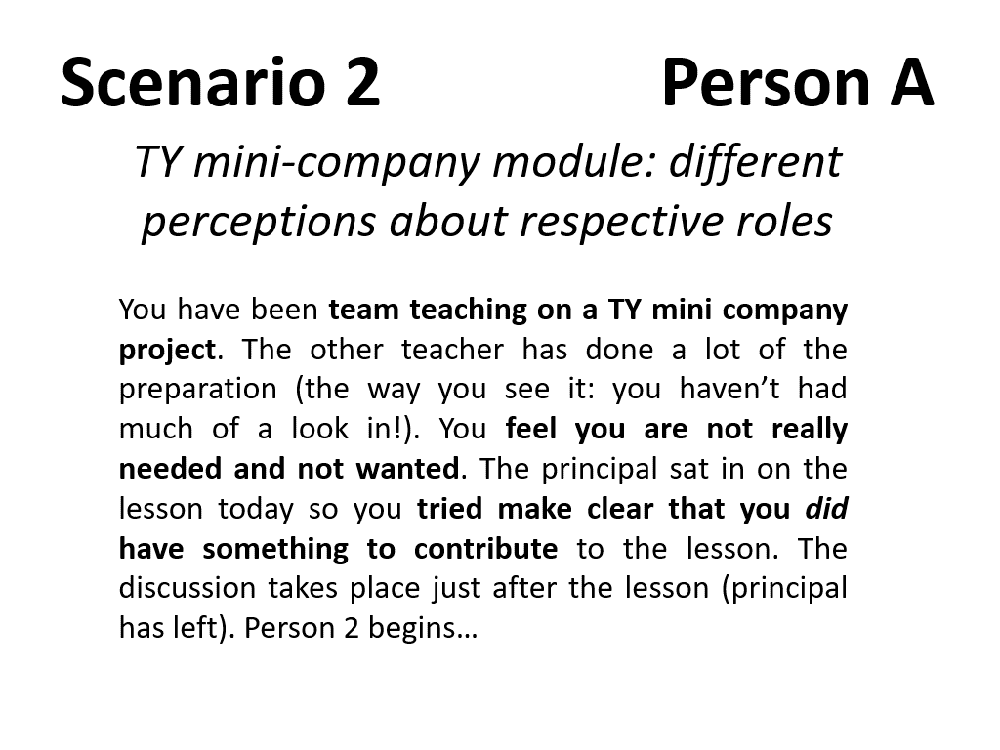 Scenario 2 Person A
TY mini-company module: different
perceptions about respective roles
You have been team teaching on a TY mini company
project. The other teacher has done a lot of the
preparation (the way you see it: you haven’t had
much of a look in!). You feel you are not really
needed and not wanted. The principal sat in on the
lesson today so you tried make clear that you did
have something to contribute to the lesson. The
discussion takes place just after the lesson (principal
has left). Person 2 begins…